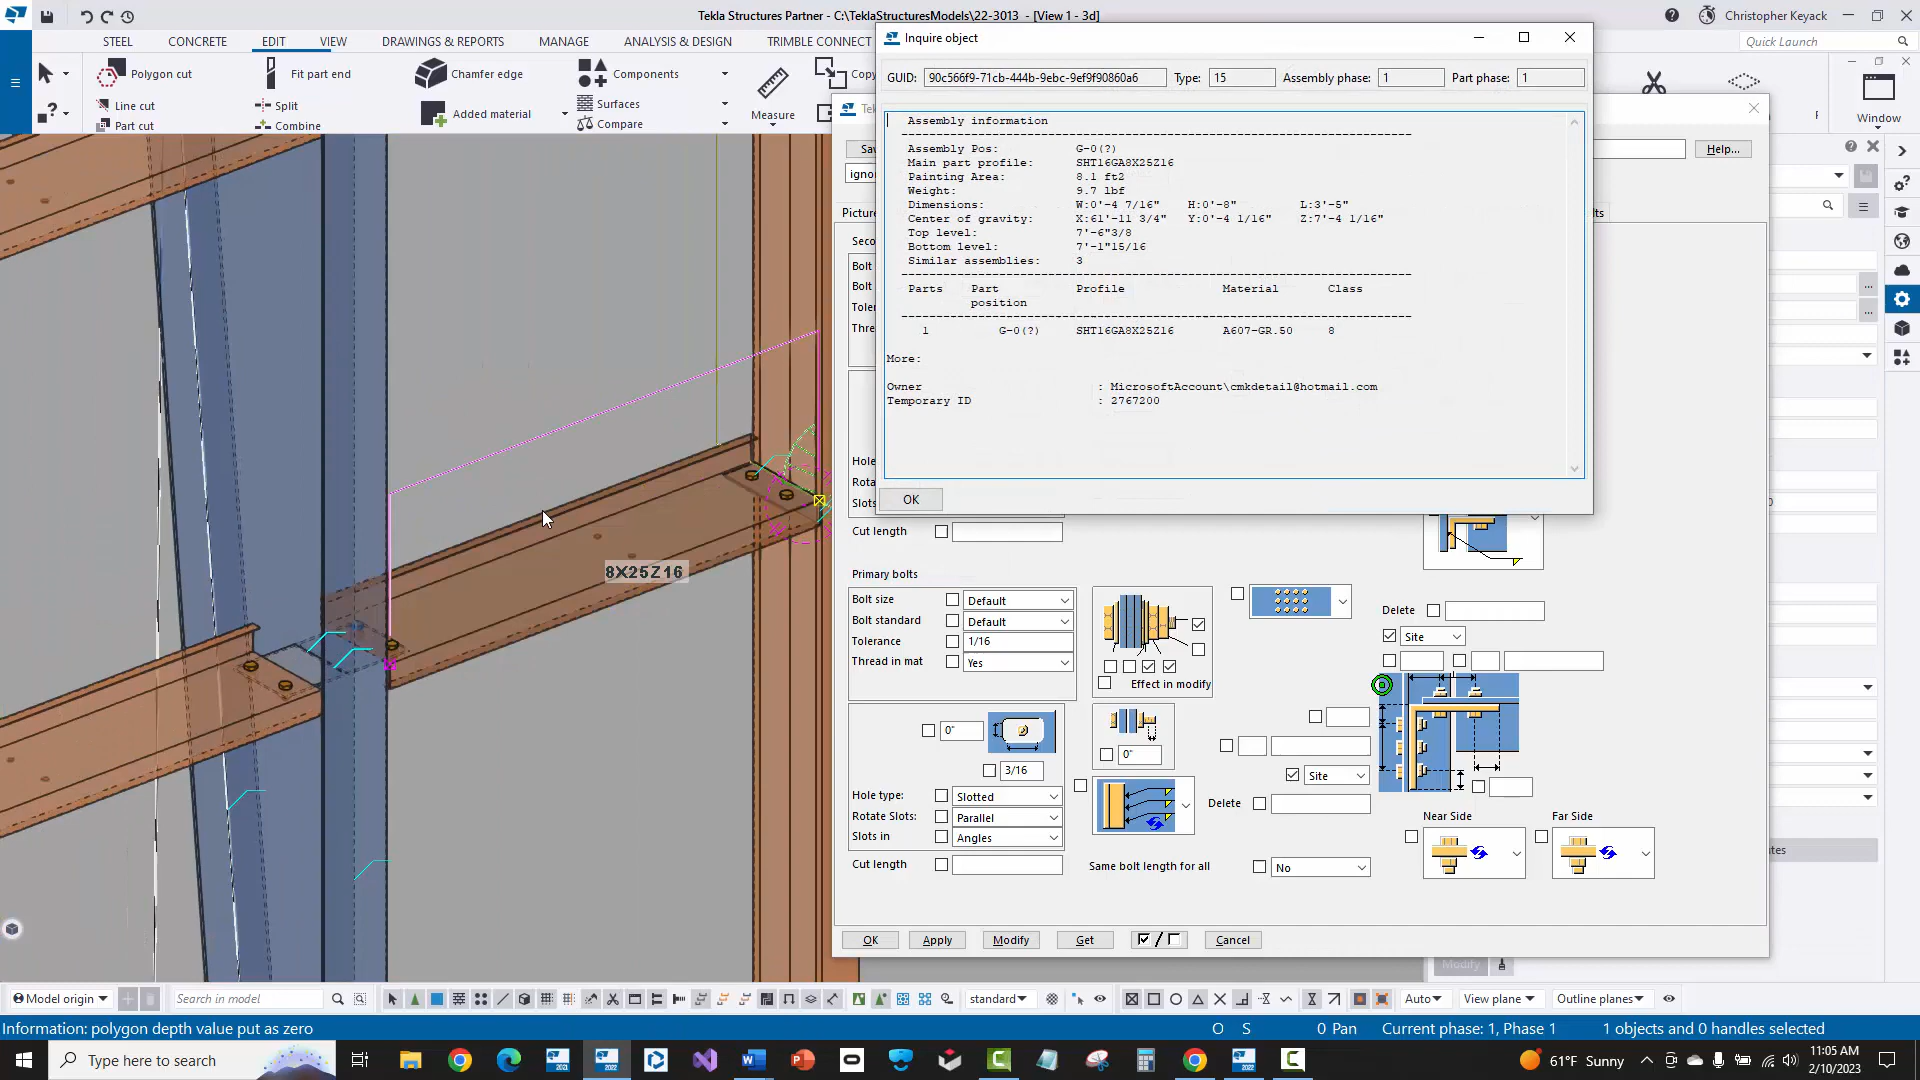 Tekla Structures Partner - C:\TeklaStructuresModels\22-3013 - [View 1 - 3d]
Christopher Keyack
STEEL CONCRETE EDIT VIEW DRAWINGS & REPORTS MANAGE ANALYSIS & DESIGN TRIMBLE CONNECT
Quick Launch
Polygon cut
Line cut
Part cut
Fit part end
Split
Combine
Chamfer edge
Added material
Components
Surfaces
Compare
Measure
Window
Inquire object
GUID: 90c566f9-71cb-444b-9ebc-9ef9f90860a6 Type: 15 Assembly phase: 1 Part phase: 1
Assembly information
Assembly Pos: G-0(?)
Main part profile: SHT16GA8X25Z16
Painting Area: 8.1 ft2
Weight: 9.7 lbf
Dimensions: W:0'-4 7/16" H:0'-8" L:3'-5"
Center of gravity: X:61'-11 3/4" Y:0'-4 1/16" Z:7'-4 1/16"
Top level: 7'-6"3/8
Bottom level: 7'-1"15/16
Similar assemblies: 3
Parts Part position Profile Material Class
1 G-0(?) SHT16GA8X25Z16 A607-GR.50 8
More:
Owner : MicrosoftAccount\cmkdetail@hotmail.com
Temporary ID : 2767200
OK
Help...
8X25Z16
Cut length
Primary bolts
Bolt size Default
Bolt standard Default
Tolerance 1/16
Thread in mat Yes
Effect in modify
0"
3/16
0"
Hole type: Slotted
Rotate Slots: Parallel
Slots in Angles
Cut length
Same bolt length for all No
Delete
Site
Site
Delete
Near Side
Far Side
OK Apply Modify Get / Cancel
Modify
Model origin
Search in model
standard
Auto
View plane
Outline planes
Information: polygon depth value put as zero
O S 0 Pan Current phase: 1, Phase 1 1 objects and 0 handles selected
Type here to search
61°F Sunny
11:05 AM
2/10/2023